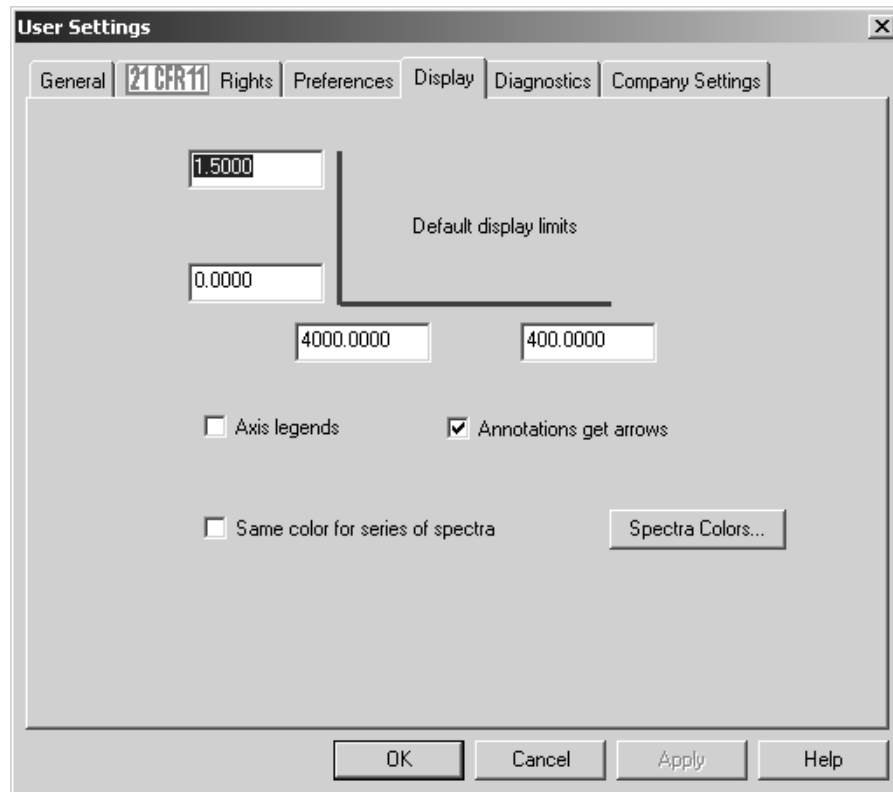 User Settings
General 21 CFR 11 Rights Preferences Display Diagnostics Company Settings
1.5000
Default display limits
0.0000
4000.0000 400.0000
Axis legends Annotations get arrows
Same color for series of spectra Spectra Colors...
OK Cancel Apply Help